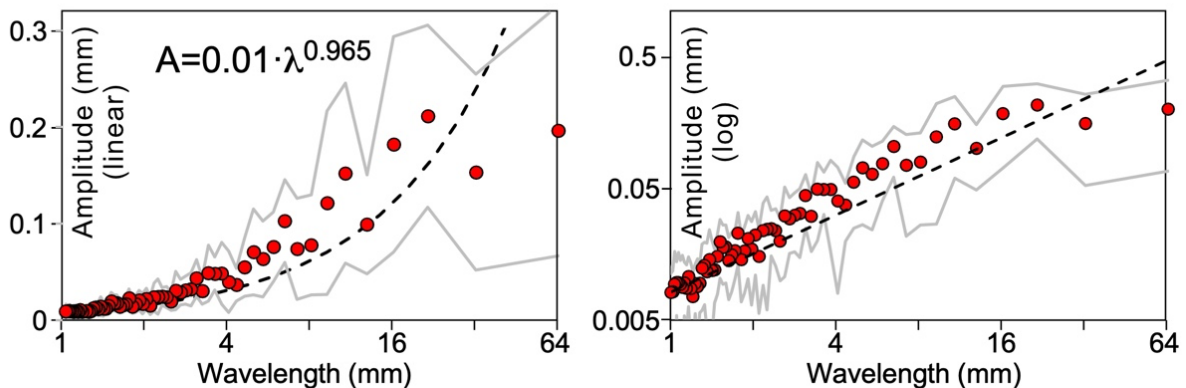 0.3
0.2
0.1
0
Amplitude (mm)
(linear)
A=0.01·λ^0.965
1
4
16
64
Wavelength (mm)
0.5
0.05
0.005
Amplitude (mm)
(log)
1
4
16
64
Wavelength (mm)